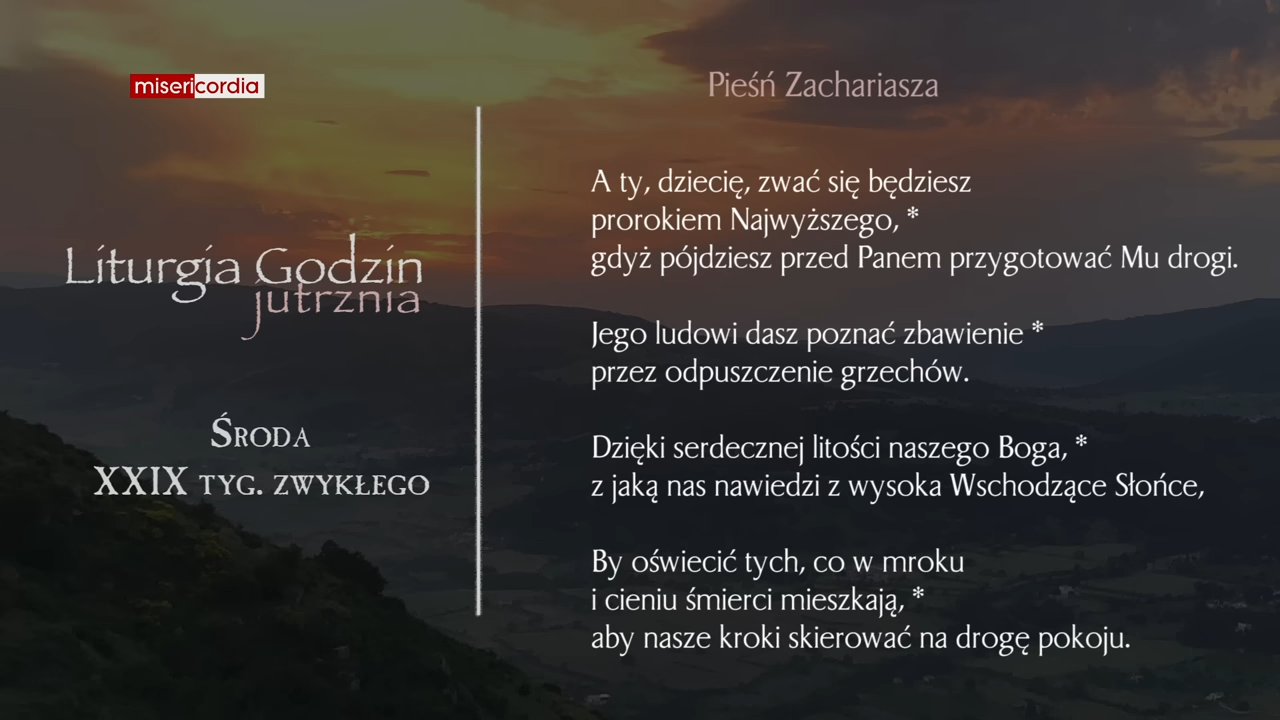 misericordia
Liturgia Godzin
jutrznia
Środa
XXIX tyg. zwykłego
Pieśń Zachariasza
A ty, dziecię, zwać się będziesz
prorokiem Najwyższego, *
gdyż pójdziesz przed Panem przygotować Mu drogi.
Jego ludowi dasz poznać zbawienie *
przez odpuszczenie grzechów.
Dzięki serdecznej litości naszego Boga, *
z jaką nas nawiedzi z wysoka Wschodzące Słońce,
By oświecić tych, co w mroku
i cieniu śmierci mieszkają, *
aby nasze kroki skierować na drogę pokoju.